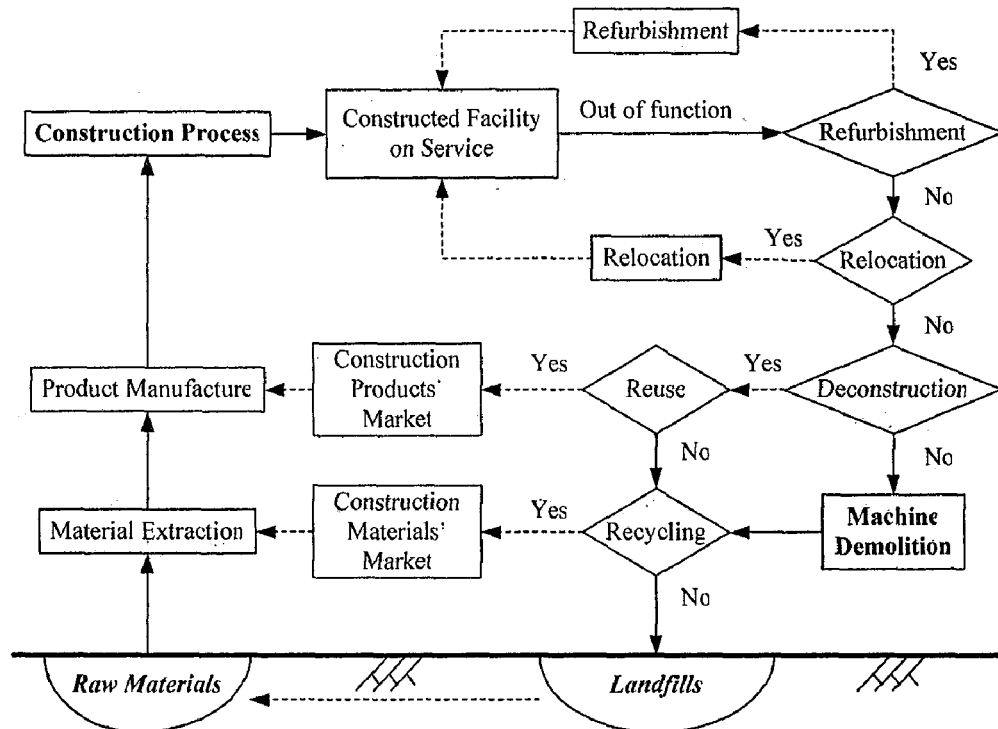 Refurbishment
Yes
Construction Process
Constructed Facility
on Service
Out of function
Refurbishment
No
Relocation
Yes
Relocation
No
Product Manufacture
Construction
Products'
Market
Yes
Reuse
Yes
Deconstruction
No
No
Material Extraction
Construction
Materials'
Market
Yes
Recycling
Machine
Demolition
No
Raw Materials
Landfills